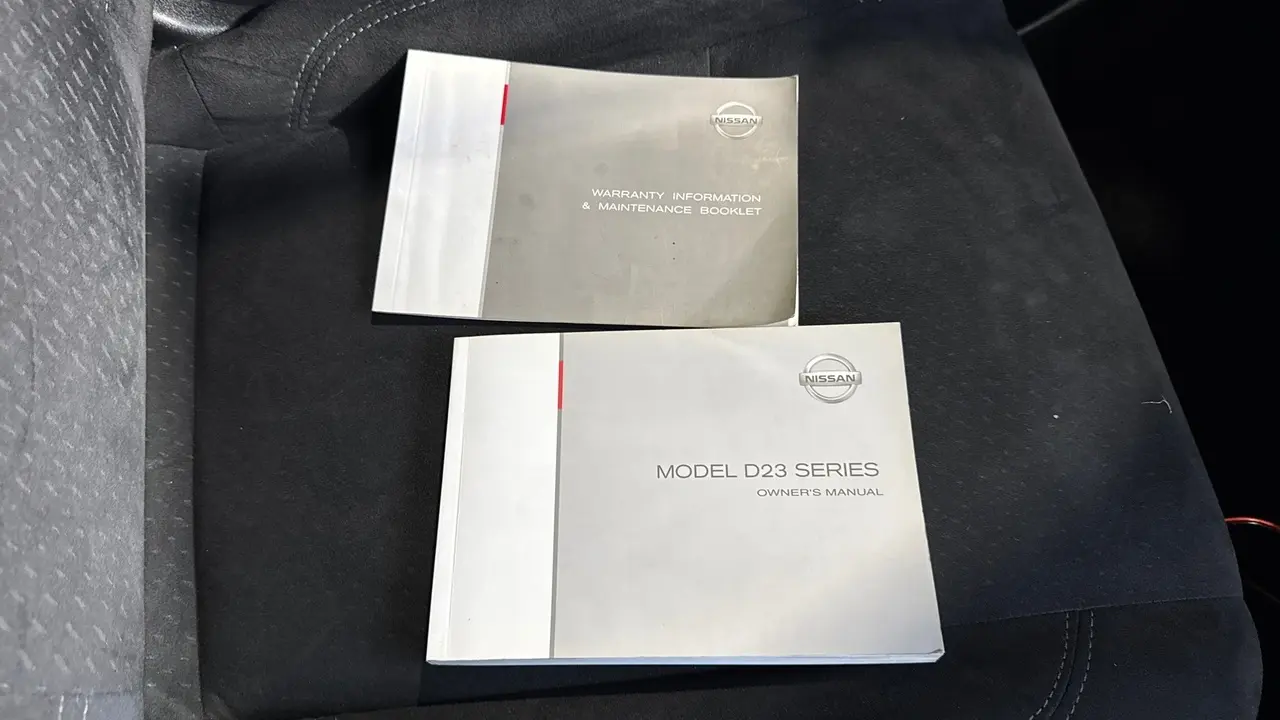 NISSAN
WARRANTY INFORMATION
& MAINTENANCE BOOKLET
NISSAN
MODEL D23 SERIES
OWNER'S MANUAL